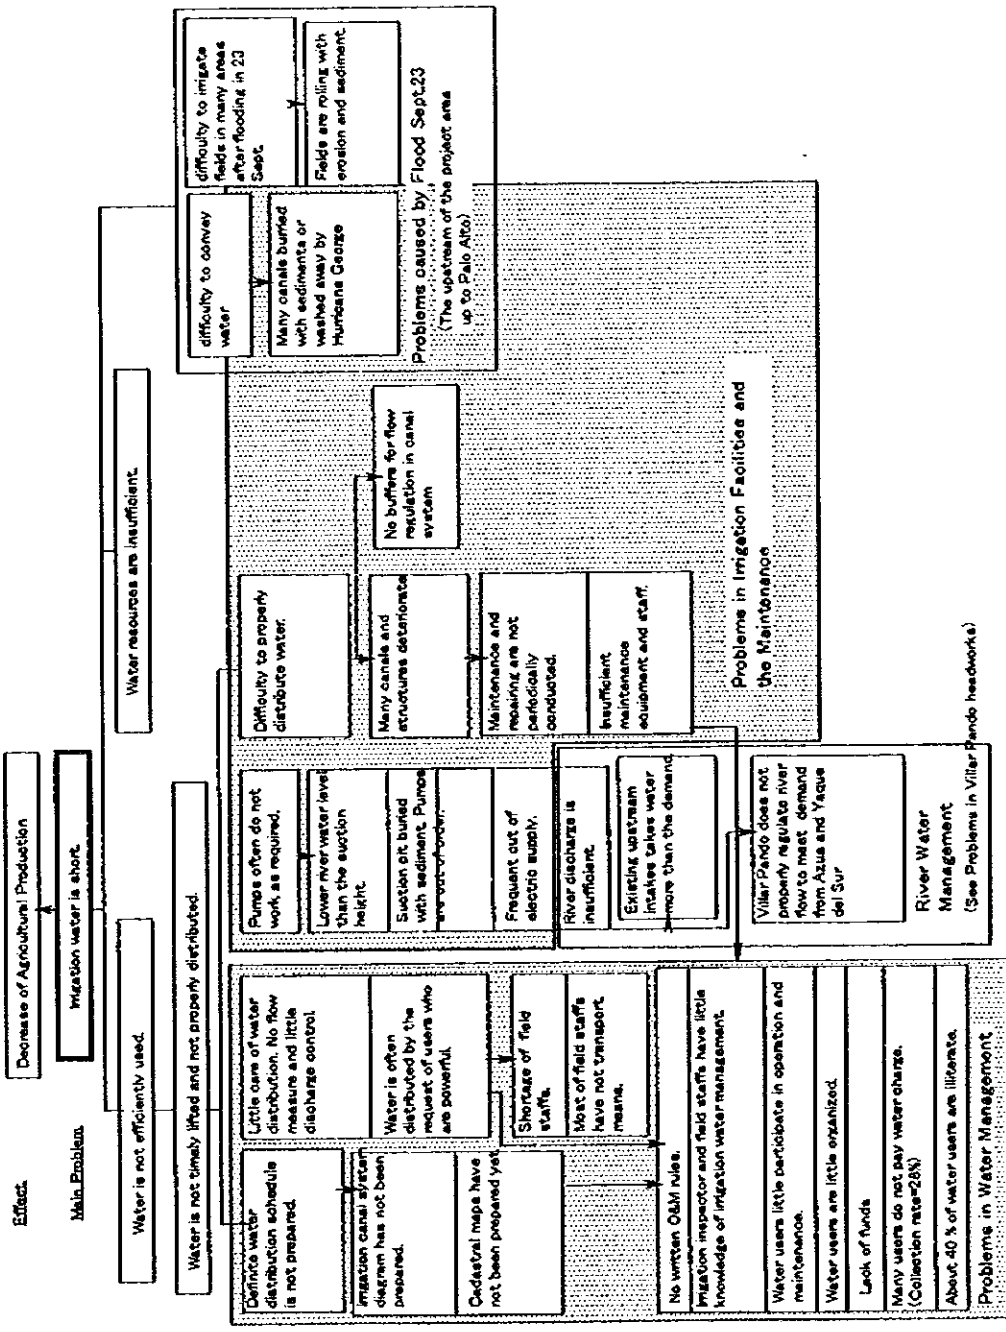 Effect
Decrease of Agricultural Production
Main Problem
Irrigation water is short.
Water is not efficiently used.
Water resources are insufficient.
Water is not timely lifted and not properly distributed.
Definite water
distribution schedule
is not prepared.
Irrigation canal system
diagram has not been
prepared.
Cadastral maps have
not been prepared yet.
Little care of water
distribution. No flow
measure and little
discharge control.
Water is often
distributed by the
request of users who
are powerful.
Shortage of field
staffs.
Most of field staffs
have not transport
means.
No written O&M rules.
Irrigation inspector and field staffs have little
knowledge of irrigation water management.
Water users little participate in operation and
maintenance.
Water users are little organized.
Lack of funds
Many users do not pay water charge.
(Collection rate=28%)
About 40 % of water users are illiterate.
Problems in Water Management
Pumps often do not
work, as required.
Lower river water level
than the suction
height.
Suction pit buried
with sediment. Pumps
are out of order.
Frequent out of
electric supply.
River discharge is
insufficient.
Existing upstream
intakes takes water
more than the demand.
Villar Pando does not
properly regulate river
flow to meet demand
from Azua and Yaque
del Sur
River Water
Management
(See Problems in Villar Pando headworks)
Difficulty to properly
distribute water.
Many canals and
structures deteriorate
Maintenance and
repairing are not
periodically
conducted.
Insufficient
maintenance
equipment and staff.
No buffers for flow
regulation in canal
system
Problems in Irrigation Facilities and
the Maintenance
difficulty to convey
water
Many canals burried
with sediments or
washed away by
Hurricane George
difficulty to irrigate
fields in many areas
after flooding in 23
Sept.
Fields are rolling with
erosion and sediment
Problems caused by Flood Sept.23
(The upstream of the project area
up to Palo Alto)